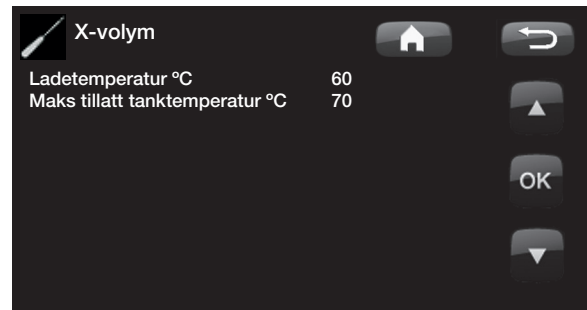 X-volym
Ladetemperatur ºC 60
Maks tillatt tanktemperatur ºC 70
OK